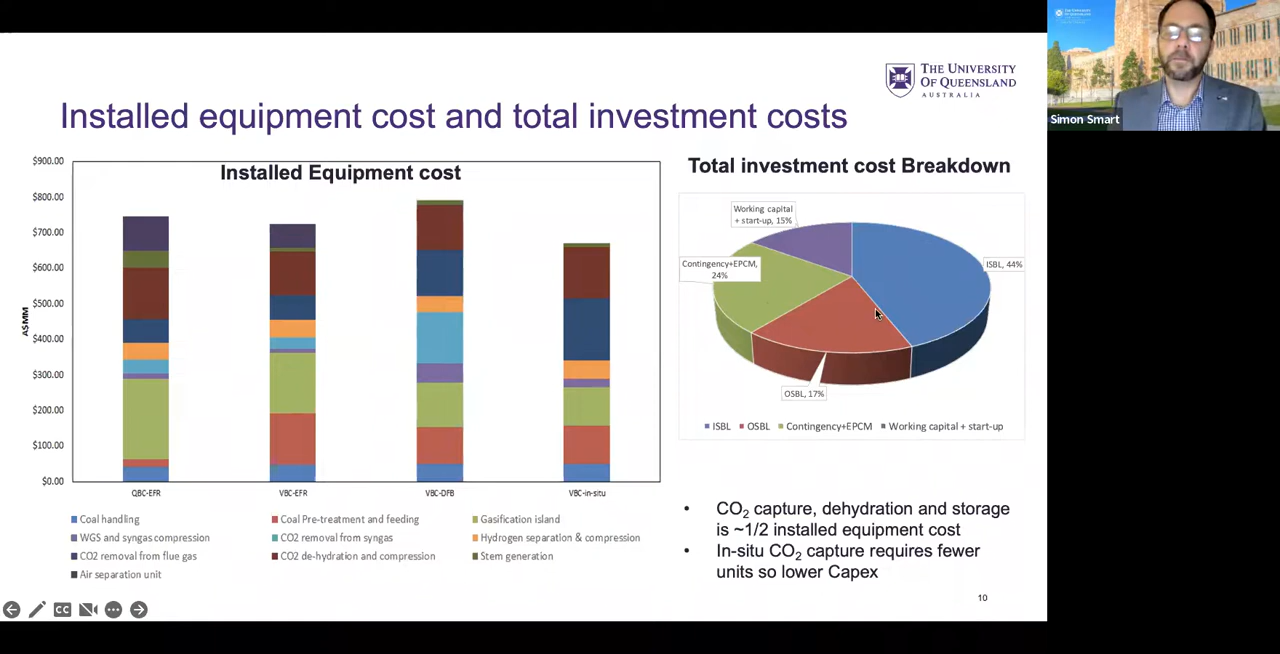 THE UNIVERSITY
OF QUEENSLAND
AUSTRALIA
Simon Smart
Installed equipment cost and total investment costs
Installed Equipment cost
$900.00
$800.00
$700.00
$600.00
$500.00
$400.00
$300.00
$200.00
$100.00
$0.00
A$MM
QBC-EFR
VBC-EFR
VBC-DFB
VBC-in-situ
Coal handling
Coal Pre-treatment and feeding
Gasification island
WGS and syngas compression
CO2 removal from syngas
Hydrogen separation & compression
CO2 removal from flue gas
CO2 de-hydration and compression
Stem generation
Air separation unit
Total investment cost Breakdown
Working capital
+ start-up, 15%
Contingency+EPCM,
24%
ISBL, 44%
OSBL, 17%
ISBL
OSBL
Contingency+EPCM
Working capital + start-up
• CO2 capture, dehydration and storage
is ~1/2 installed equipment cost
• In-situ CO2 capture requires fewer
units so lower Capex
10
CC